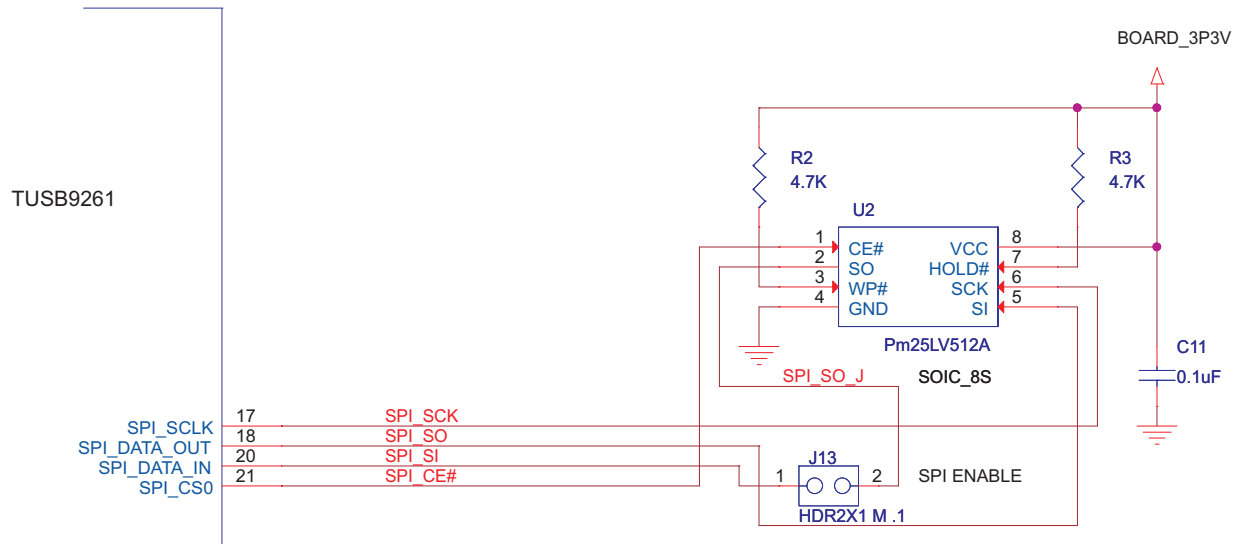 BOARD_3P3V
R2
4.7K
R3
4.7K
TUSB9261
U2
1 CE# VCC 8
2 SO HOLD# 7
3 WP# SCK 6
4 GND SI 5
Pm25LV512A
SOIC_8S
C11
0.1uF
SPI_SO_J
SPI_SCLK 17 SPI_SCK
SPI_DATA_OUT 18 SPI_SO
SPI_DATA_IN 20 SPI_SI
SPI_CS0 21 SPI_CE#
J13
1 2 SPI ENABLE
HDR2X1 M .1